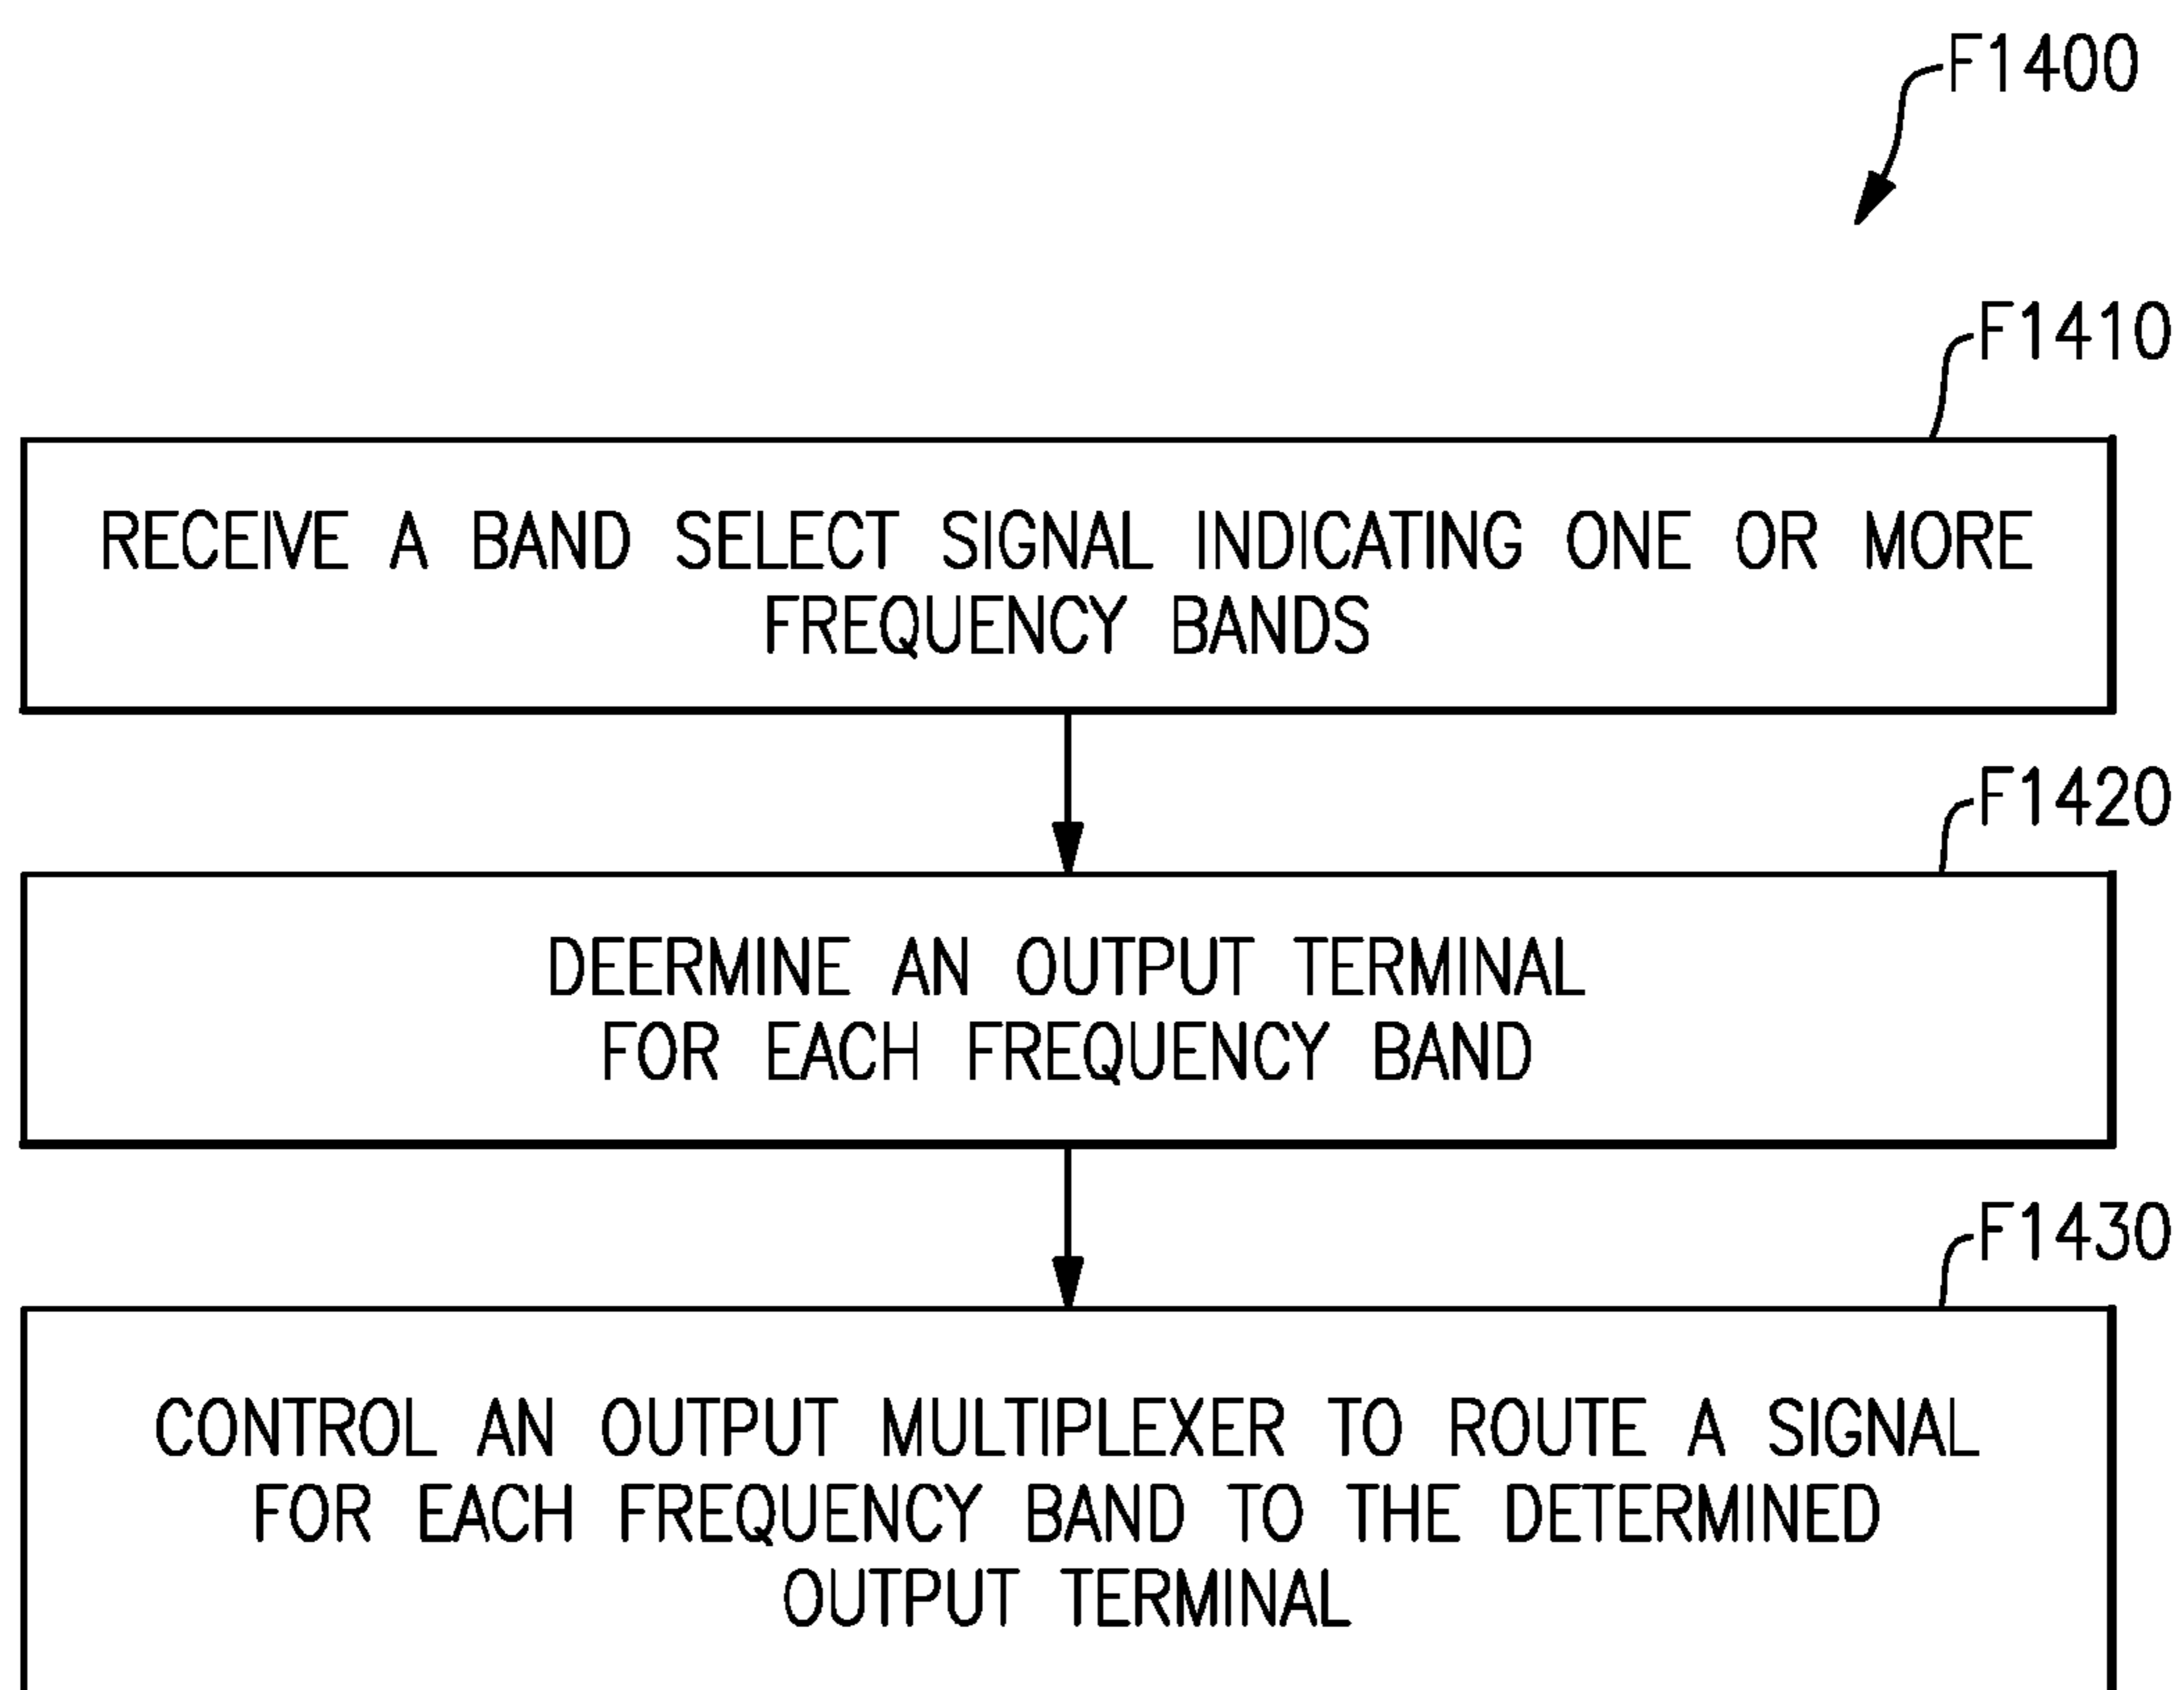 F1400
F1410
RECEIVE A BAND SELECT SIGNAL INDICATING ONE OR MORE
FREQUENCY BANDS
F1420
DEERMINE AN OUTPUT TERMINAL
FOR EACH FREQUENCY BAND
F1430
CONTROL AN OUTPUT MULTIPLEXER TO ROUTE A SIGNAL
FOR EACH FREQUENCY BAND TO THE DETERMINED
OUTPUT TERMINAL